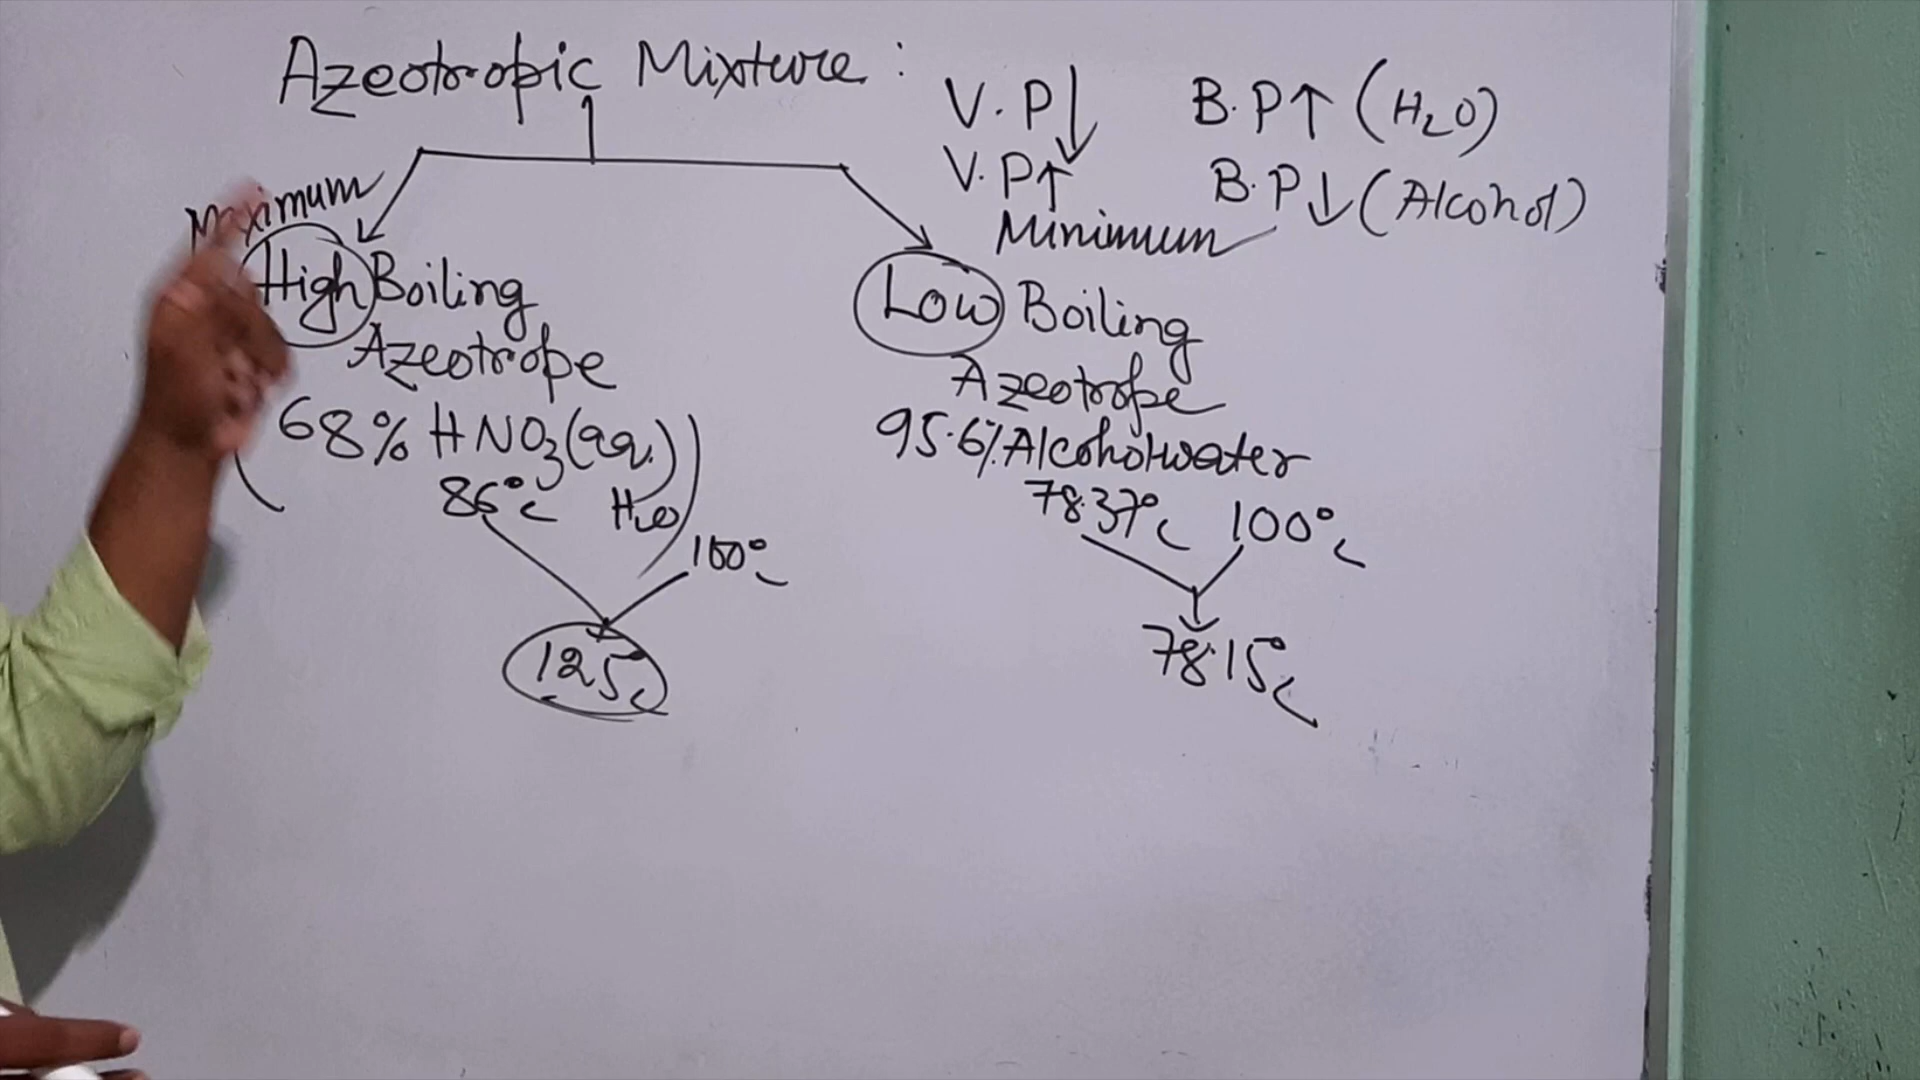 Azeotropic Mixture :
V.P↓ B.P↑ (H₂O)
V.P↑ B.P↓ (Alcohol)
Maximum
High Boiling
Azeotrope
68% HNO₃(aq.)
86°c H₂O
100°c
125°c
Minimum
Low Boiling
Azeotrope
95.6% Alcohol+water
78.37°c 100°c
78.15°c